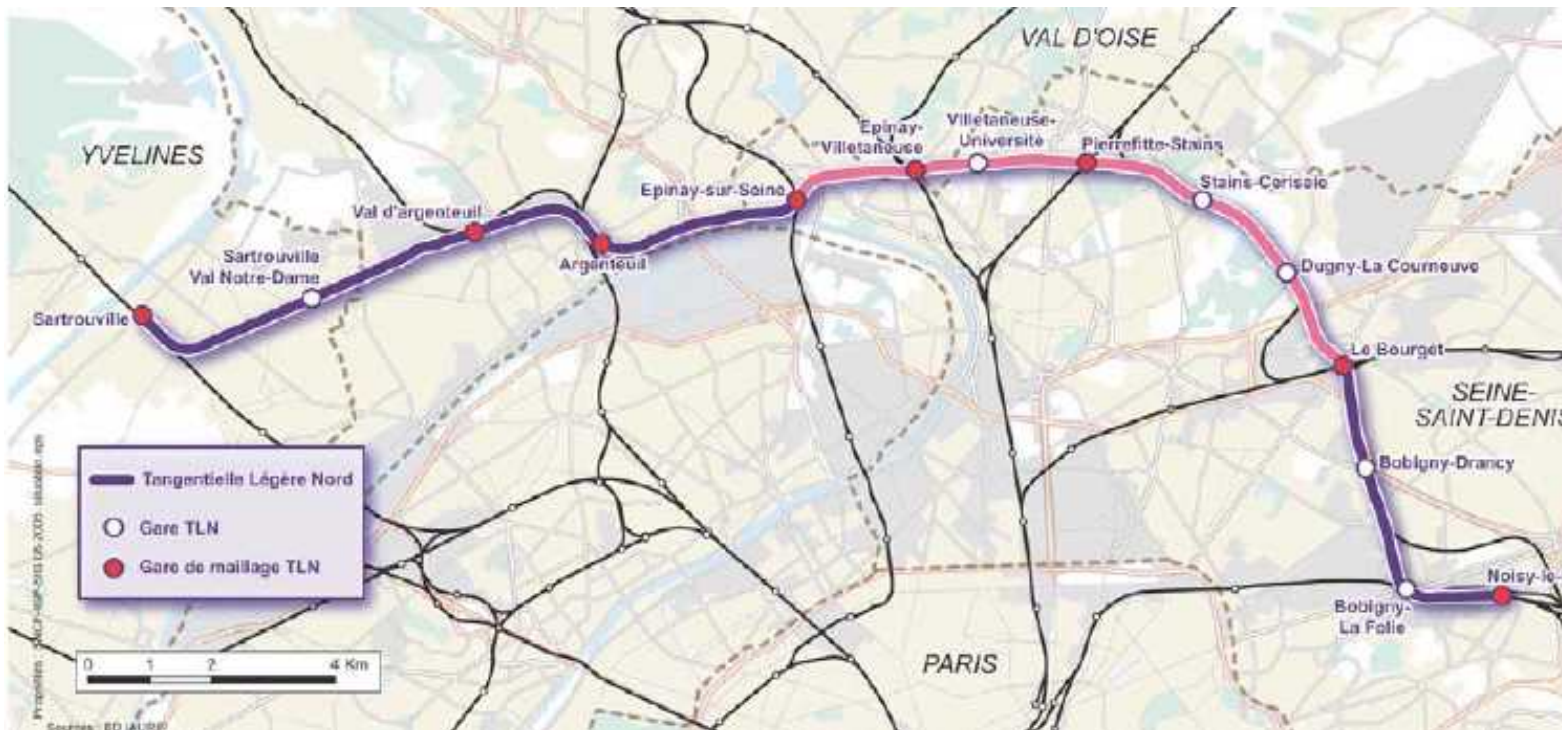 VAL D'OISE
YVELINES
Epinay-
Villetaneuse
Villetaneuse-
Université
Pierrefitte-Stains
Epinay-sur-Seine
Stains-Cerisaie
Val d'argenteuil
Sartrouville
Val Notre-Dame
Argenteuil
Dugny-La Courneuve
Sartrouville
Le Bourget
SEINE-
SAINT-DENIS
Bobigny-Drancy
Tangentielle Légère Nord
Gare TLN
Gare de maillage TLN
Noisy-le
Bobigny-
La Folie
PARIS
0 1 2 4 Km